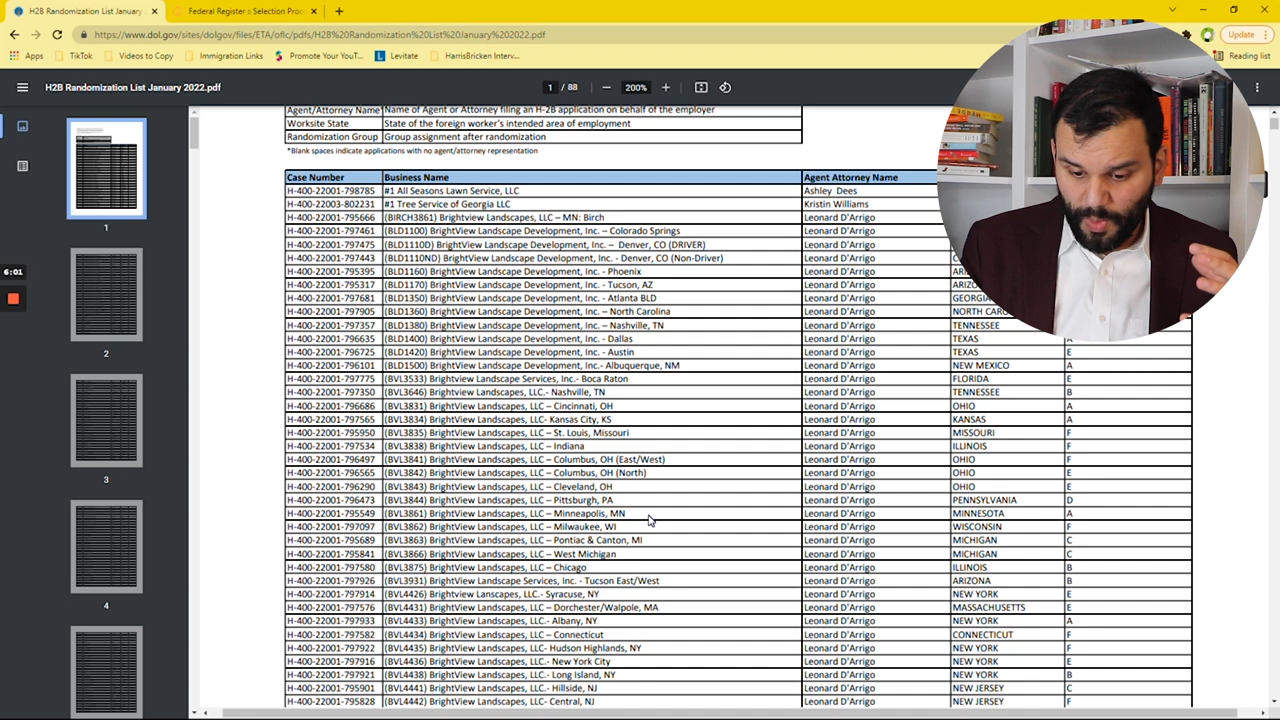 H2B Randomization List January 2022.p
Federal Register :: Selection Proc
https://www.dol.gov/sites/dolgov/files/ETA/oflc/pdfs/H2B%20Randomization%20List%20January%202022.pdf
Update
Apps TikTok Videos to Copy Immigration Links Promote Your YouT... Levitate HarrisBricken Interv... Reading list
H2B Randomization List January 2022.pdf 1 / 88 200%
Agent/Attorney Name* Name of Agent or Attorney filing an H-2B application on behalf of the employer
Worksite State State of the foreign worker's intended area of employment
Randomization Group Group assignment after randomization
*Blank spaces indicate applications with no agent/attorney representation
Case Number Business Name Agent Attorney Name
H-400-22001-798785 #1 All Seasons Lawn Service, LLC Ashley Dees
H-400-22003-802231 #1 Tree Service of Georgia LLC Kristin Williams
H-400-22001-795666 (BIRCH3861) Brightview Landscapes, LLC – MN: Birch Leonard D'Arrigo
H-400-22001-797461 (BLD1100) BrightView Landscape Development, Inc. – Colorado Springs Leonard D'Arrigo
H-400-22001-797475 (BLD1110D) BrightView Landscape Development, Inc. – Denver, CO (DRIVER) Leonard D'Arrigo
H-400-22001-797443 (BLD1110ND) BrightView Landscape Development, Inc. - Denver, CO (Non-Driver) Leonard D'Arrigo
H-400-22001-795395 (BLD1160) BrightView Landscape Development, Inc. - Phoenix Leonard D'Arrigo
H-400-22001-795317 (BLD1170) BrightView Landscape Development, Inc. - Tucson, AZ Leonard D'Arrigo ARIZO
H-400-22001-797681 (BLD1350) BrightView Landscape Development, Inc. - Atlanta BLD Leonard D'Arrigo GEORGI
H-400-22001-797905 (BLD1360) BrightView Landscape Development, Inc. – North Carolina Leonard D'Arrigo NORTH CARO
H-400-22001-797357 (BLD1380) BrightView Landscape Development, Inc. – Nashville, TN Leonard D'Arrigo TENNESSEE
H-400-22001-796635 (BLD1400) BrightView Landscape Development, Inc. - Dallas Leonard D'Arrigo TEXAS A
H-400-22001-796725 (BLD1420) BrightView Landscape Development, Inc. - Austin Leonard D'Arrigo TEXAS E
H-400-22001-796101 (BLD1500) BrightView Landscape Development, Inc.- Albuquerque, NM Leonard D'Arrigo NEW MEXICO A
H-400-22001-797775 (BVL3533) Brightview Landscape Services, Inc.- Boca Raton Leonard D'Arrigo FLORIDA E
H-400-22001-797350 (BVL3646) BrightView Landscapes, LLC.- Nashville, TN Leonard D'Arrigo TENNESSEE B
H-400-22001-796686 (BVL3831) BrightView Landscapes, LLC – Cincinnati, OH Leonard D'Arrigo OHIO A
H-400-22001-797565 (BVL3834) BrightView Landscapes, LLC- Kansas City, KS Leonard D'Arrigo KANSAS A
H-400-22001-795950 (BVL3835) BrightView Landscapes, LLC – St. Louis, Missouri Leonard D'Arrigo MISSOURI F
H-400-22001-797534 (BVL3838) BrightView Landscapes, LLC – Indiana Leonard D'Arrigo ILLINOIS F
H-400-22001-796497 (BVL3841) BrightView Landscapes, LLC – Columbus, OH (East/West) Leonard D'Arrigo OHIO F
H-400-22001-796565 (BVL3842) BrightView Landscapes, LLC – Columbus, OH (North) Leonard D'Arrigo OHIO E
H-400-22001-796290 (BVL3843) BrightView Landscapes, LLC – Cleveland, OH Leonard D'Arrigo OHIO E
H-400-22001-796473 (BVL3844) BrightView Landscapes, LLC – Pittsburgh, PA Leonard D'Arrigo PENNSYLVANIA D
H-400-22001-795549 (BVL3861) BrightView Landscapes, LLC – Minneapolis, MN Leonard D'Arrigo MINNESOTA A
H-400-22001-797097 (BVL3862) BrightView Landscapes, LLC – Milwaukee, WI Leonard D'Arrigo WISCONSIN F
H-400-22001-795689 (BVL3863) BrightView Landscapes, LLC – Pontiac & Canton, MI Leonard D'Arrigo MICHIGAN C
H-400-22001-795841 (BVL3866) BrightView Landscapes, LLC – West Michigan Leonard D'Arrigo MICHIGAN C
H-400-22001-797580 (BVL3875) BrightView Landscapes, LLC – Chicago Leonard D'Arrigo ILLINOIS B
H-400-22001-797926 (BVL3931) BrightView Landscape Services, Inc. - Tucson East/West Leonard D'Arrigo ARIZONA B
H-400-22001-797914 (BVL4426) BrightView Lanscapes, LLC.- Syracuse, NY Leonard D'Arrigo NEW YORK E
H-400-22001-797576 (BVL4431) BrightView Landscapes, LLC – Dorchester/Walpole, MA Leonard D'Arrigo MASSACHUSETTS E
H-400-22001-797933 (BVL4433) BrightView Landscapes, LLC.- Albany, NY Leonard D'Arrigo NEW YORK A
H-400-22001-797582 (BVL4434) BrightView Landscapes, LLC – Connecticut Leonard D'Arrigo CONNECTICUT F
H-400-22001-797922 (BVL4435) BrightView Landscapes, LLC- Hudson Highlands, NY Leonard D'Arrigo NEW YORK F
H-400-22001-797916 (BVL4436) BrightView Landscapes, LLC.- New York City Leonard D'Arrigo NEW YORK E
H-400-22001-797921 (BVL4438) BrightView Landscapes, LLC.- Long Island, NY Leonard D'Arrigo NEW YORK B
H-400-22001-795901 (BVL4441) BrightView Landscapes, LLC.- Hillside, NJ Leonard D'Arrigo NEW JERSEY C
H-400-22001-795828 (BVL4442) BrightView Landscapes, LLC- Central, NJ Leonard D'Arrigo NEW JERSEY F
1
2
3
4
6:01